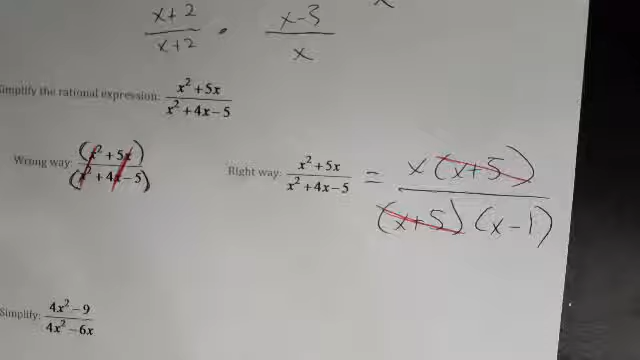 x+2 / x+2 · x-3 / x
Simplify the rational expression: x² + 5x / x² + 4x - 5
Wrong way: (x² + 5x) / (x² + 4x - 5)
Right way: x² + 5x / x² + 4x - 5 = x (x+5) / (x+5) (x-1)
Simplify: 4x² - 9 / 4x² - 6x